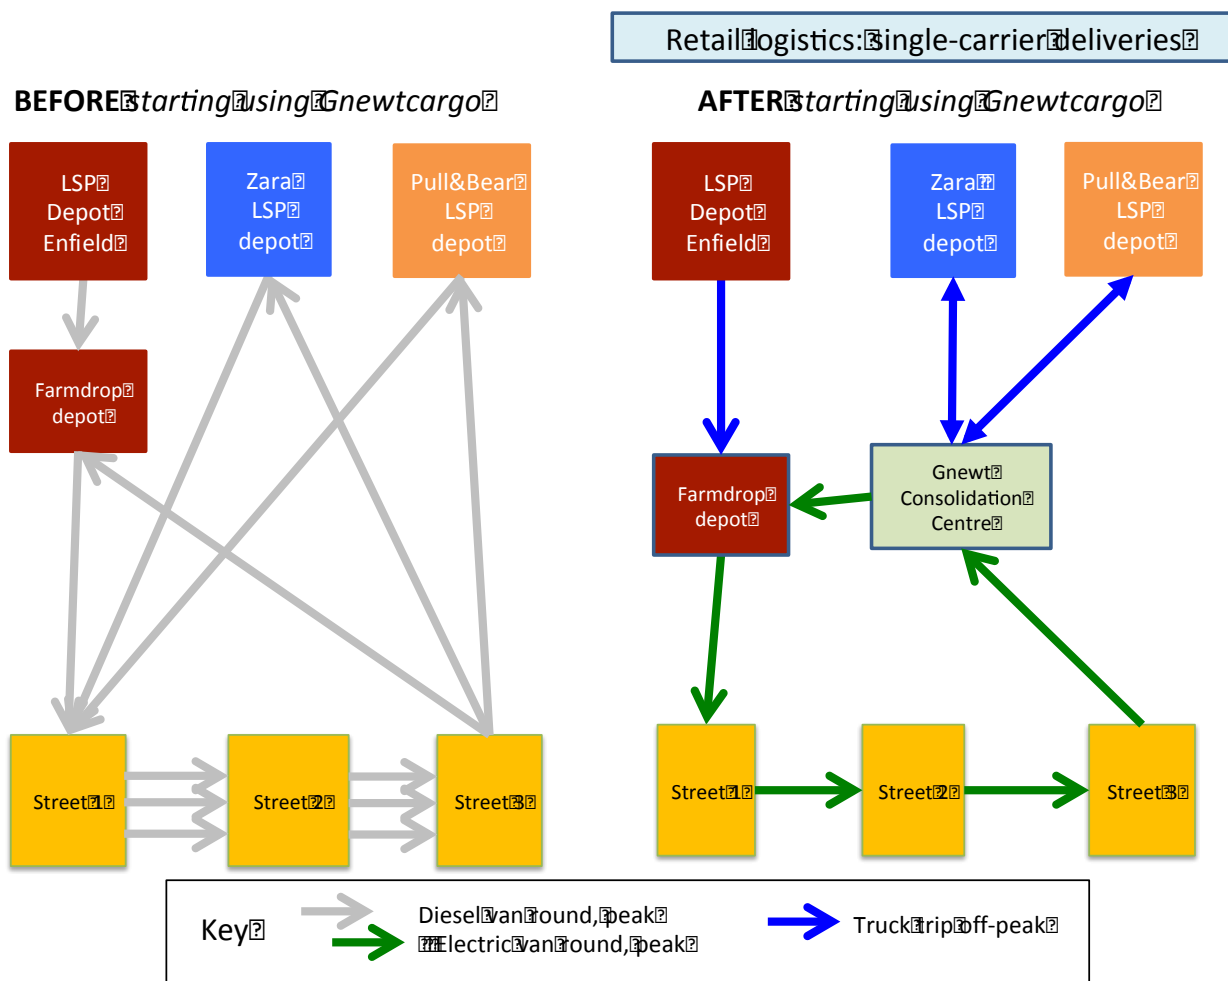 Retail logistics: single-carrier deliveries
BEFORE starting using Gnewtcargo
AFTER starting using Gnewtcargo
LSP
Depot
Enfield
Zara
LSP
depot
Pull&Bear
LSP
depot
Farmdrop
depot
Street 1
Street 2
Street 3
LSP
Depot
Enfield
Zara
LSP
depot
Pull&Bear
LSP
depot
Farmdrop
depot
Gnewt
Consolidation
Centre
Street 1
Street 2
Street 3
Key
Diesel van round, peak
Electric van round, peak
Truck trip off-peak